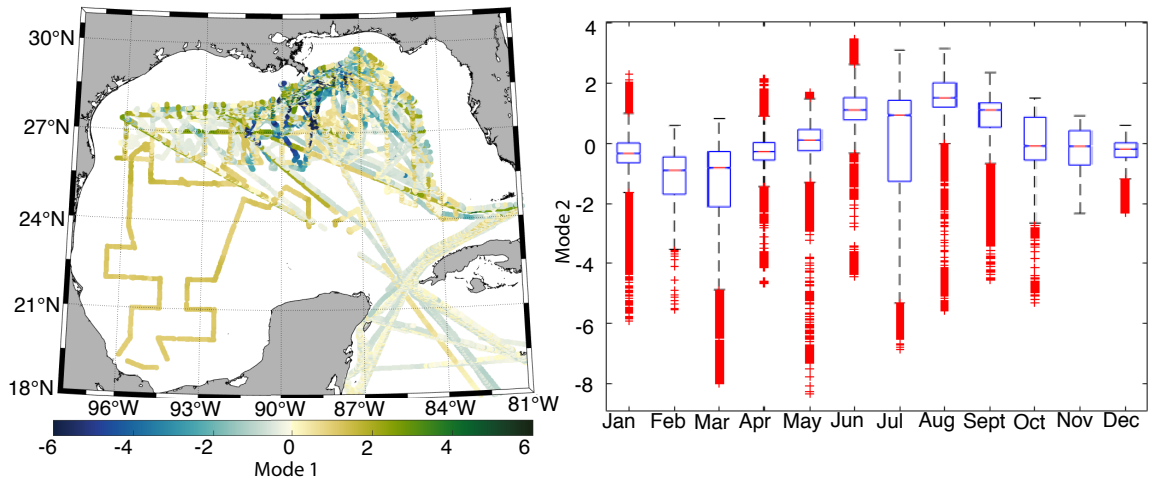 30°N
27°N
24°N
21°N
18°N
96°W 93°W 90°W 87°W 84°W 81°W
-6 -4 -2 0 2 4 6
Mode 1
4
2
0
-2
-4
-6
-8
Mode 2
Jan Feb Mar Apr May Jun Jul Aug Sept Oct Nov Dec